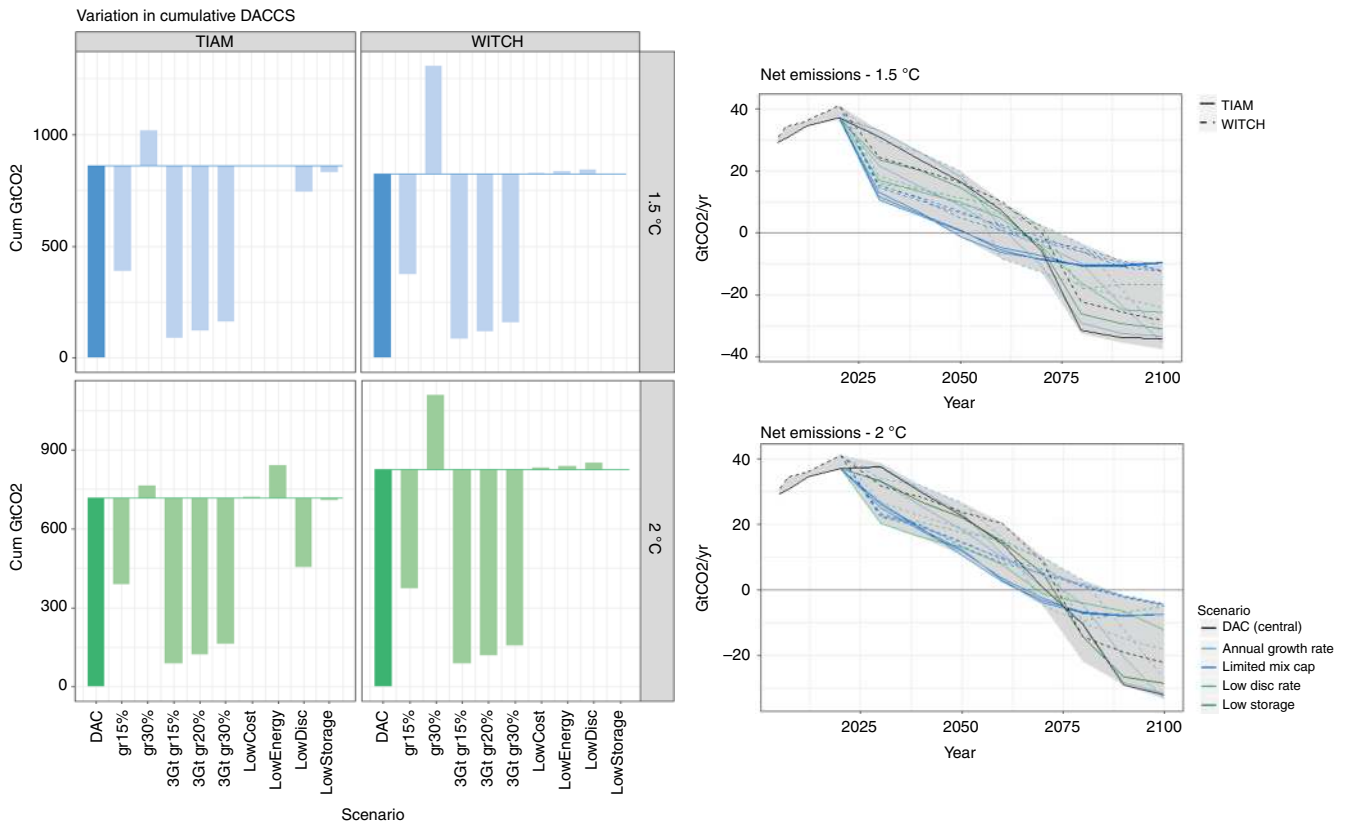 Variation in cumulative DACCS
TIAM
WITCH
Cum GtCO2
1000
500
0
1.5 °C
Cum GtCO2
900
600
300
0
2 °C
DAC
gr15%
gr30%
3Gt gr15%
3Gt gr20%
3Gt gr30%
LowCost
LowEnergy
LowDisc
LowStorage
DAC
gr15%
gr30%
3Gt gr15%
3Gt gr20%
3Gt gr30%
LowCost
LowEnergy
LowDisc
LowStorage
Scenario
Net emissions - 1.5 °C
GtCO2/yr
40
20
0
−20
−40
2025
2050
2075
2100
Year
TIAM
WITCH
Net emissions - 2 °C
GtCO2/yr
40
20
0
−20
2025
2050
2075
2100
Year
Scenario
DAC (central)
Annual growth rate
Limited mix cap
Low disc rate
Low storage